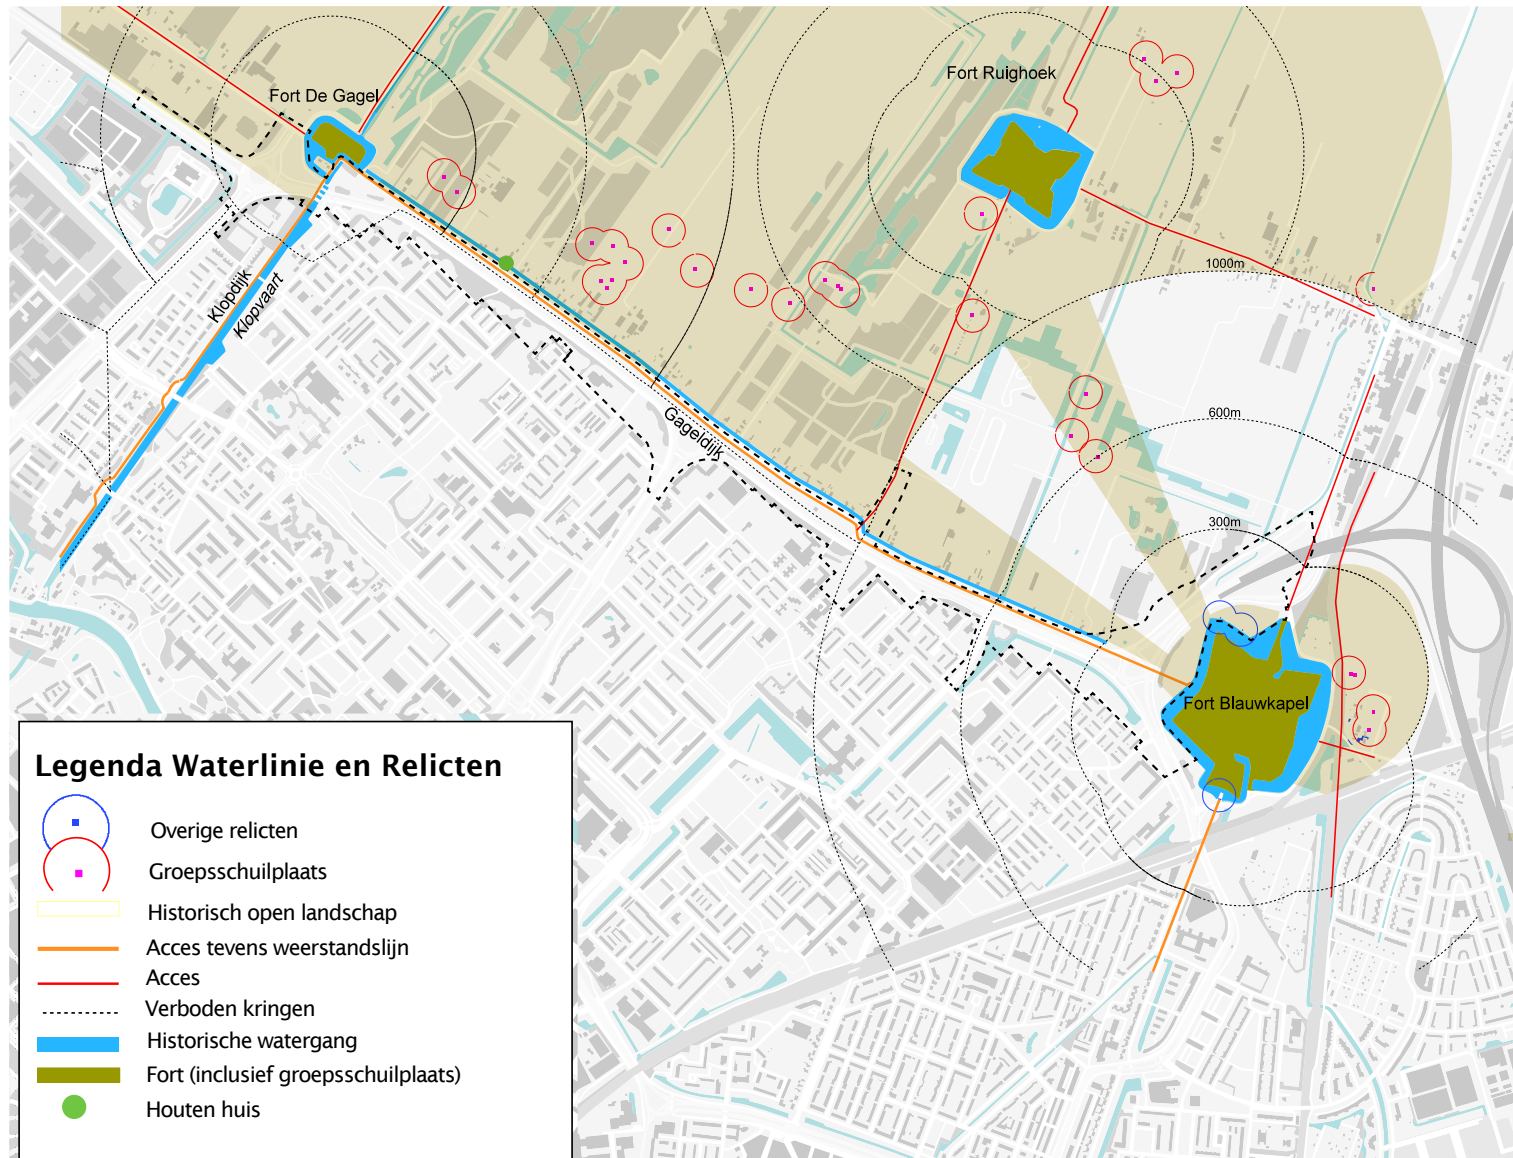 Fort De Gagel
Fort Ruighoek
1000m
Klopdijk
Klopvaart
Gageldijk
600m
300m
Fort Blauwkapel
Legenda Waterlinie en Relicten
Overige relicten
Groepsschuilplaats
Historisch open landschap
Acces tevens weerstandslijn
Acces
Verboden kringen
Historische watergang
Fort (inclusief groepsschuilplaats)
Houten huis